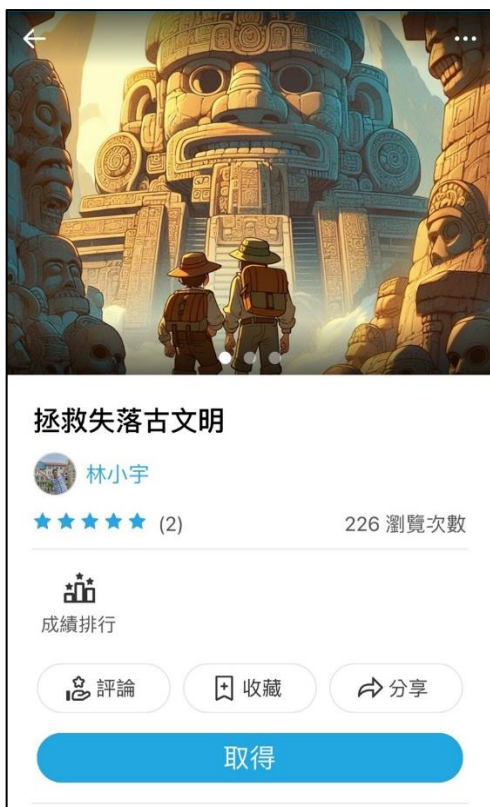 拯救失落古文明
林小宇
(2)
226 瀏覽次數
成績排行
評論
收藏
分享
取得